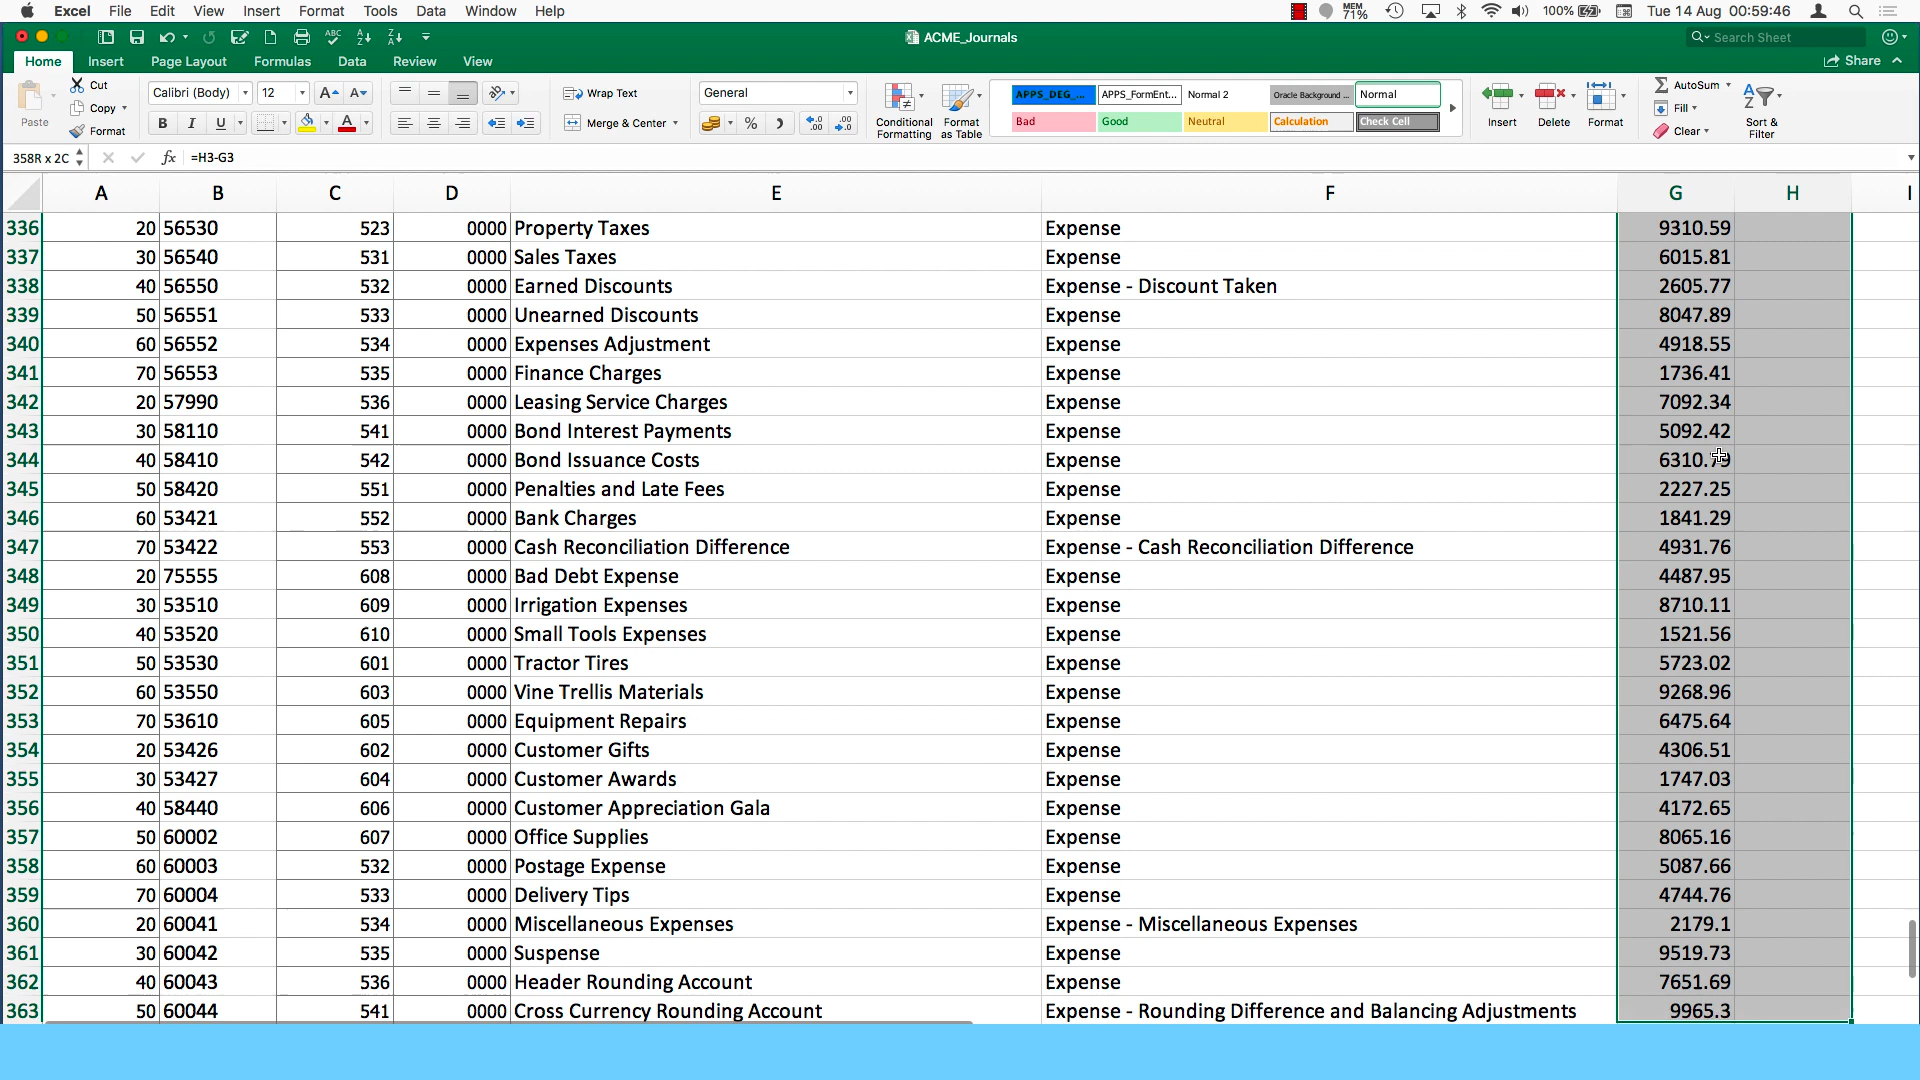 Excel File Edit View Insert Format Tools Data Window Help MEM 71% 100% Tue 14 Aug 00:59:46
ACME_Journals Search Sheet
Home Insert Page Layout Formulas Data Review View Share
Paste Cut Copy Format
Calibri (Body) 12 A A
B I U A
Wrap Text
Merge & Center
General
%
Conditional Formatting
Format as Table
APPS_DEG_... APPS_FormEnt... Normal 2 Oracle Background ... Normal
Bad Good Neutral Calculation Check Cell
Insert Delete Format
AutoSum
Fill
Clear
Sort & Filter
358R x 2C fx =H3-G3
A B C D E F G H I
336 20 56530 523 0000 Property Taxes Expense 9310.59
337 30 56540 531 0000 Sales Taxes Expense 6015.81
338 40 56550 532 0000 Earned Discounts Expense - Discount Taken 2605.77
339 50 56551 533 0000 Unearned Discounts Expense 8047.89
340 60 56552 534 0000 Expenses Adjustment Expense 4918.55
341 70 56553 535 0000 Finance Charges Expense 1736.41
342 20 57990 536 0000 Leasing Service Charges Expense 7092.34
343 30 58110 541 0000 Bond Interest Payments Expense 5092.42
344 40 58410 542 0000 Bond Issuance Costs Expense 6310.79
345 50 58420 551 0000 Penalties and Late Fees Expense 2227.25
346 60 53421 552 0000 Bank Charges Expense 1841.29
347 70 53422 553 0000 Cash Reconciliation Difference Expense - Cash Reconciliation Difference 4931.76
348 20 75555 608 0000 Bad Debt Expense Expense 4487.95
349 30 53510 609 0000 Irrigation Expenses Expense 8710.11
350 40 53520 610 0000 Small Tools Expenses Expense 1521.56
351 50 53530 601 0000 Tractor Tires Expense 5723.02
352 60 53550 603 0000 Vine Trellis Materials Expense 9268.96
353 70 53610 605 0000 Equipment Repairs Expense 6475.64
354 20 53426 602 0000 Customer Gifts Expense 4306.51
355 30 53427 604 0000 Customer Awards Expense 1747.03
356 40 58440 606 0000 Customer Appreciation Gala Expense 4172.65
357 50 60002 607 0000 Office Supplies Expense 8065.16
358 60 60003 532 0000 Postage Expense Expense 5087.66
359 70 60004 533 0000 Delivery Tips Expense 4744.76
360 20 60041 534 0000 Miscellaneous Expenses Expense - Miscellaneous Expenses 2179.1
361 30 60042 535 0000 Suspense Expense 9519.73
362 40 60043 536 0000 Header Rounding Account Expense 7651.69
363 50 60044 541 0000 Cross Currency Rounding Account Expense - Rounding Difference and Balancing Adjustments 9965.3